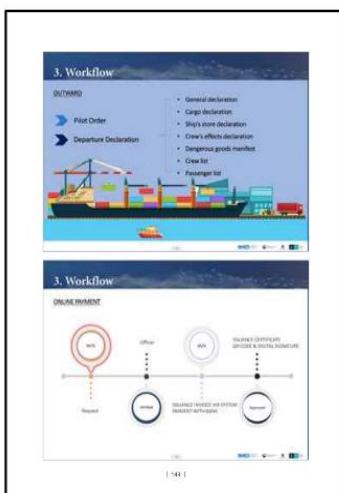 3. Workflow
OUTWARD
Pilot Order
Departure Declaration
• General declaration
• Cargo declaration
• Ship's store declaration
• Crew's effects declaration
• Dangerous goods manifest
• Crew list
• Passenger list
3. Workflow
ONLINE PAYMENT
Officer
ISSUANCE CERTIFICATE
QR CODE & DIGITAL SIGNATURE
Request
ISSUANCE INVOICE VIA SYSTEM
PAYMENT WITH BANK
Approved